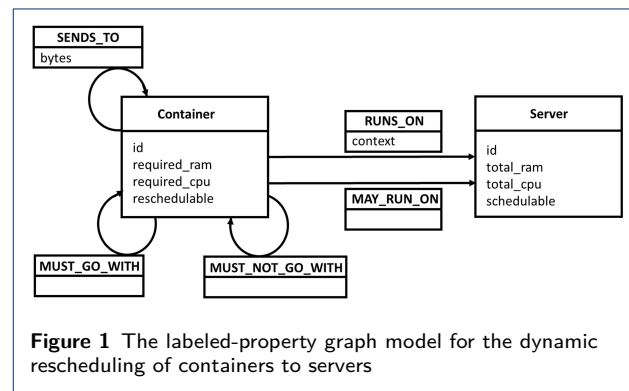 SENDS_TO
bytes
Container
id
required_ram
required_cpu
reschedulable
RUNS_ON
context
MAY_RUN_ON
Server
id
total_ram
total_cpu
schedulable
MUST_GO_WITH
MUST_NOT_GO_WITH
Figure 1 The labeled-property graph model for the dynamic
rescheduling of containers to servers